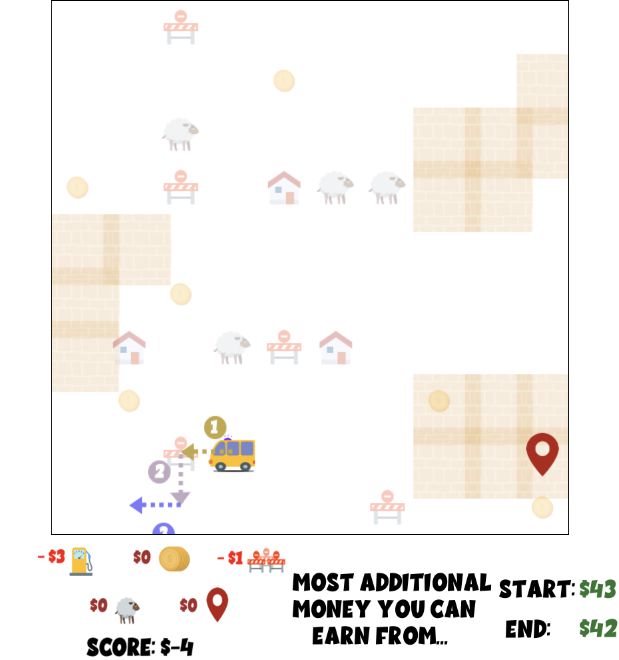 1
2
- $3
$0
- $1
$0
$0
SCORE: $-4
MOST ADDITIONAL
MONEY YOU CAN
EARN FROM...
START: $43
END: $42